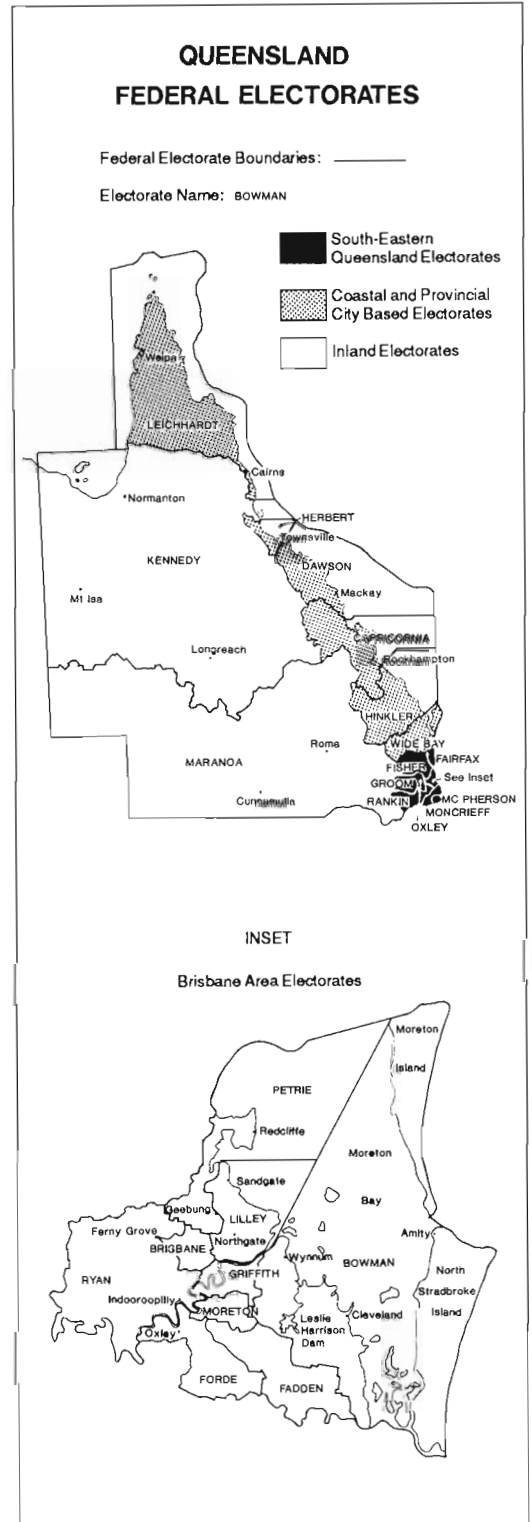 QUEENSLAND
FEDERAL ELECTORATES
Federal Electorate Boundaries:
Electorate Name: BOWMAN
South-Eastern
Queensland Electorates
Coastal and Provincial
City Based Electorates
Inland Electorates
Weipa
LEICHHARDT
Cairns
Normanton
HERBERT
Townsville
KENNEDY
DAWSON
Mt Isa
Mackay
CAPRICORNIA
Longreach
Rockhampton
HINKLER
Roma
WIDE BAY
MARANOA
FAIRFAX
FISHER
See Inset
GROOM
Cunnamulla
RANKIN
MC PHERSON
MONCRIEFF
OXLEY
INSET
Brisbane Area Electorates
Moreton
Island
PETRIE
Redcliffe
Moreton
Sandgate
Bay
Geebung
LILLEY
Ferny Grove
Northgate
Amity
BRISBANE
Wynnum
BOWMAN
RYAN
GRIFFITH
North
Stradbroke
Island
Indooroopilly
MORETON
Leslie
Harrison
Dam
Cleveland
Oxley
FORDE
FADDEN